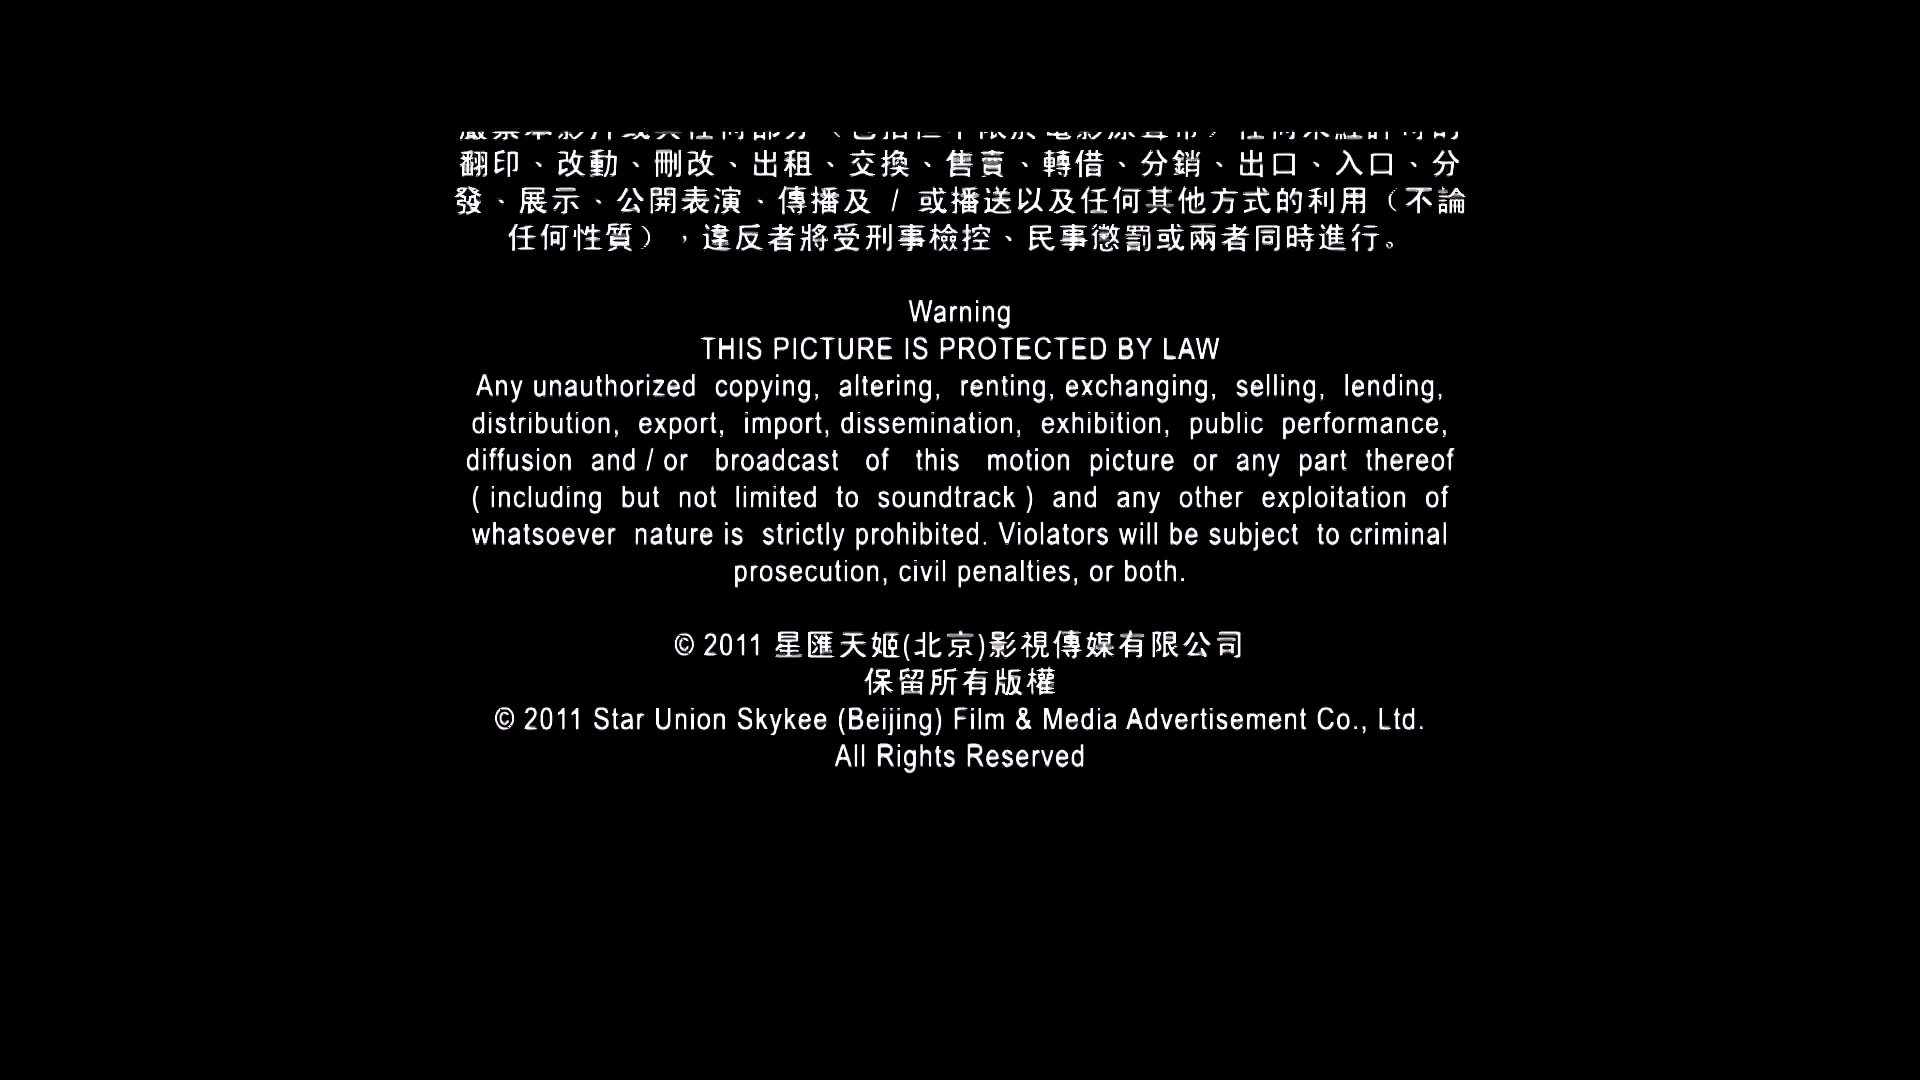 翻印、改動、刪改、出租、交換、售賣、轉借、分銷、出口、入口、分
發、展示、公開表演、傳播及 / 或播送以及任何其他方式的利用（不論
任何性質），違反者將受刑事檢控、民事懲罰或兩者同時進行。
Warning
THIS PICTURE IS PROTECTED BY LAW
Any unauthorized copying, altering, renting, exchanging, selling, lending,
distribution, export, import, dissemination, exhibition, public performance,
diffusion and / or broadcast of this motion picture or any part thereof
( including but not limited to soundtrack ) and any other exploitation of
whatsoever nature is strictly prohibited. Violators will be subject to criminal
prosecution, civil penalties, or both.
© 2011 星匯天姬(北京)影視傳媒有限公司
保留所有版權
© 2011 Star Union Skykee (Beijing) Film & Media Advertisement Co., Ltd.
All Rights Reserved